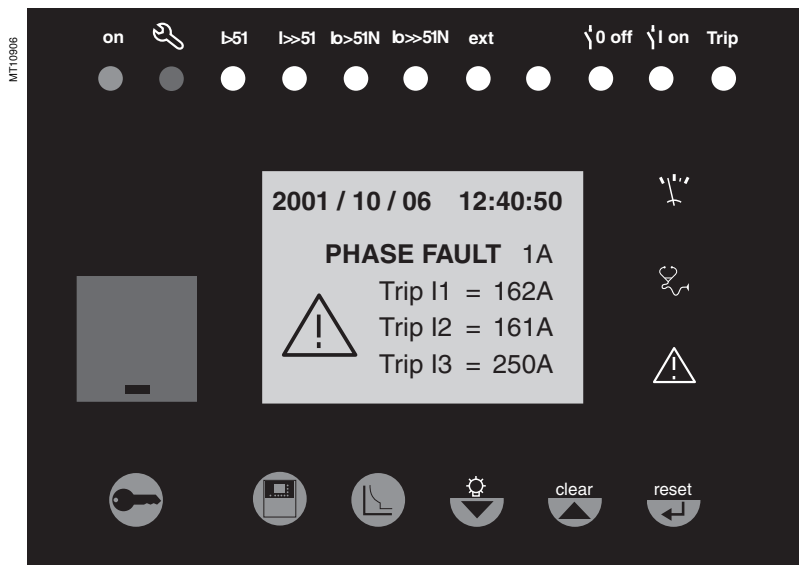 MT10906
on I>51 I>>51 Io>51N Io>>51N ext 0 off I on Trip
2001 / 10 / 06 12:40:50
PHASE FAULT 1A
Trip I1 = 162A
Trip I2 = 161A
Trip I3 = 250A
clear reset